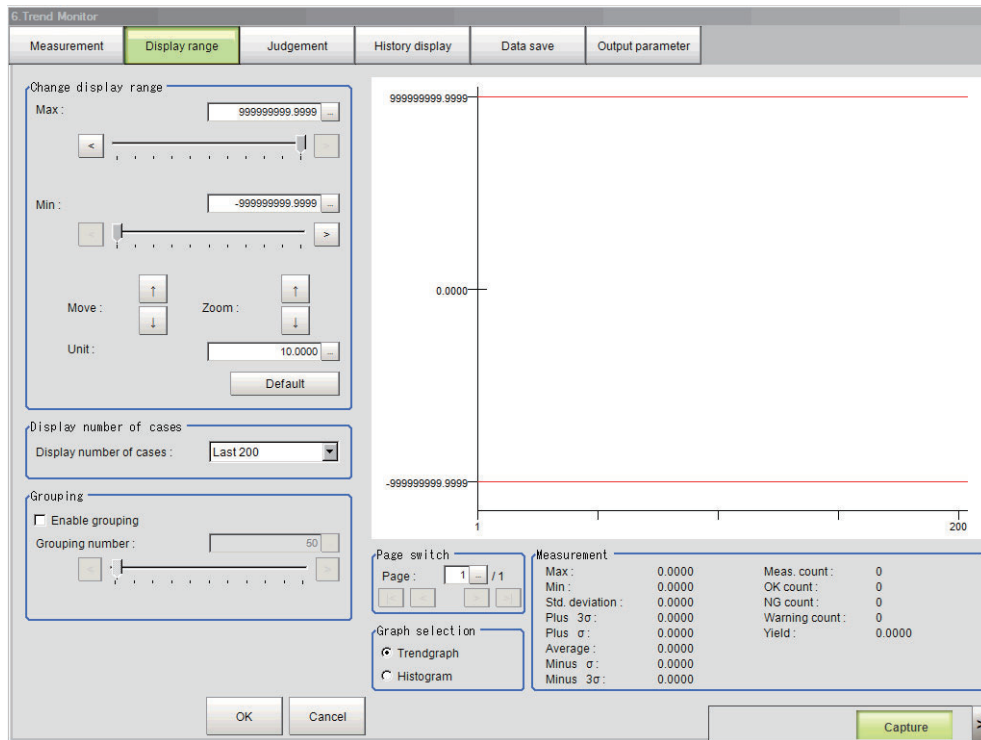 6.Trend Monitor
Measurement
Display range
Judgement
History display
Data save
Output parameter
Change display range
Max :
999999999.9999
...
<
>
Min :
-999999999.9999
...
<
>
Move :
↑
↓
Zoom :
↑
↓
Unit :
10.0000
...
Default
Display number of cases
Display number of cases :
Last 200
Grouping
Enable grouping
Grouping number :
50
<
>
999999999.9999
0.0000
-999999999.9999
1
200
Page switch
Page :
1
...
/ 1
|<
<
>
>|
Graph selection
Trendgraph
Histogram
Measurement
Max : 0.0000
Min : 0.0000
Std. deviation : 0.0000
Plus 3σ : 0.0000
Plus σ : 0.0000
Average : 0.0000
Minus σ : 0.0000
Minus 3σ : 0.0000
Meas. count : 0
OK count : 0
NG count : 0
Warning count : 0
Yield : 0.0000
OK
Cancel
Capture
>